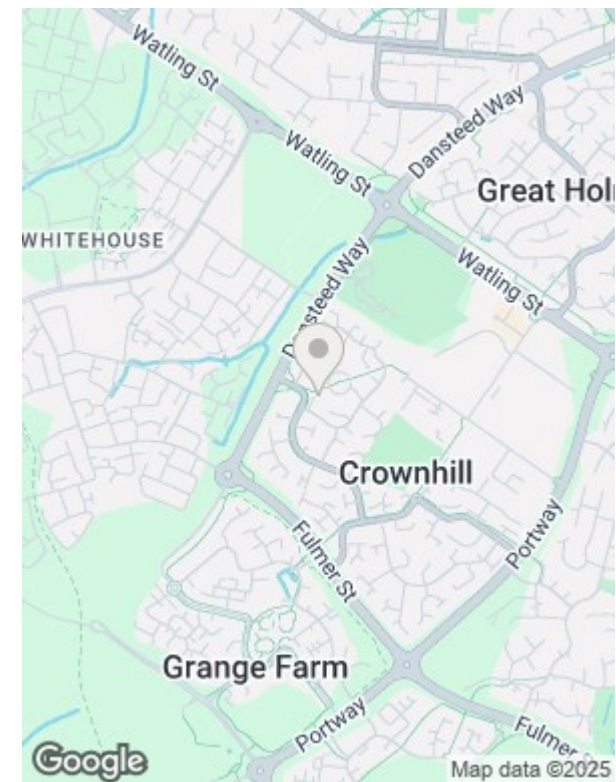 Watling St
Dansteed Way
Watling St
Great Hol
WHITEHOUSE
Dansteed Way
Watling St
Crownhill
Portway
Fulmer St
Grange Farm
Portway
Fulmer St
Google
Map data ©2025